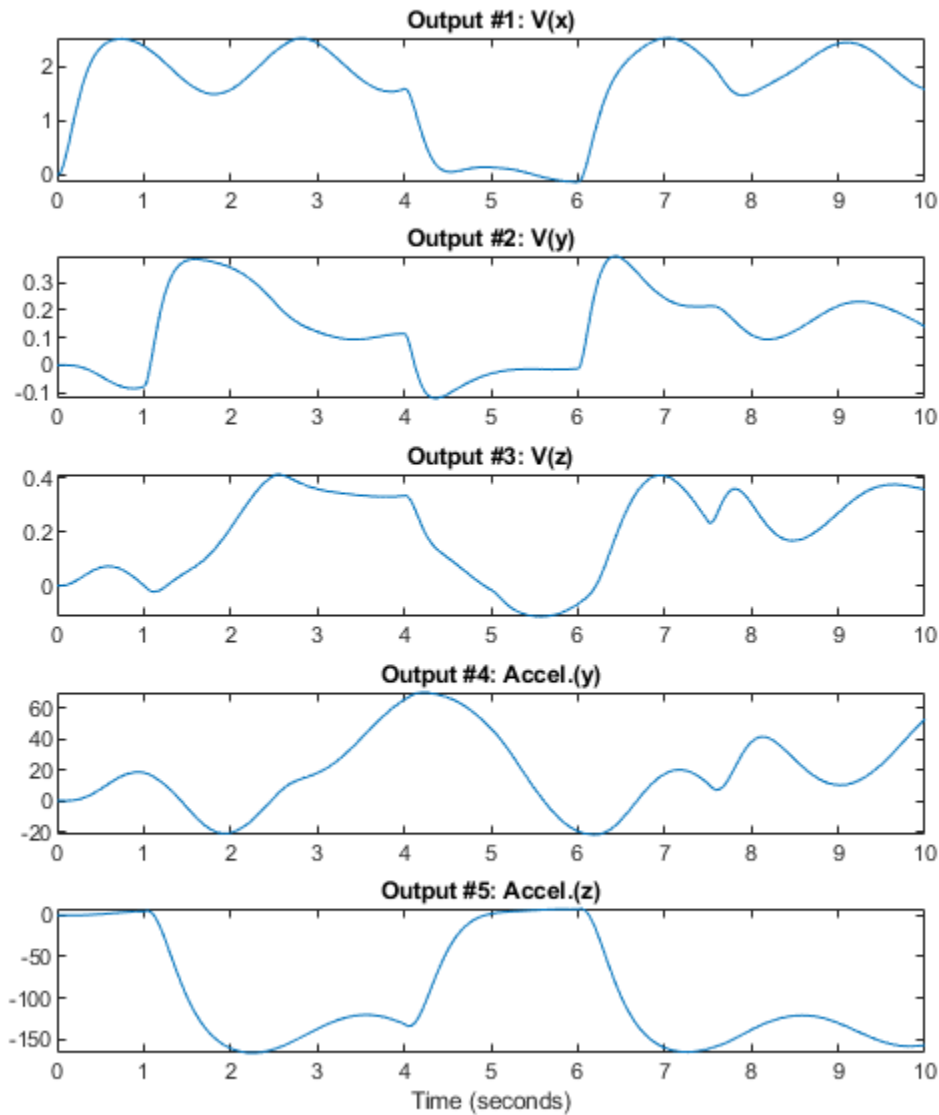 Output #1: V(x)
2
1
0
0 1 2 3 4 5 6 7 8 9 10
Output #2: V(y)
0.3
0.2
0.1
0
-0.1
0 1 2 3 4 5 6 7 8 9 10
Output #3: V(z)
0.4
0.2
0
0 1 2 3 4 5 6 7 8 9 10
Output #4: Accel.(y)
60
40
20
0
-20
0 1 2 3 4 5 6 7 8 9 10
Output #5: Accel.(z)
0
-50
-100
-150
0 1 2 3 4 5 6 7 8 9 10
Time (seconds)